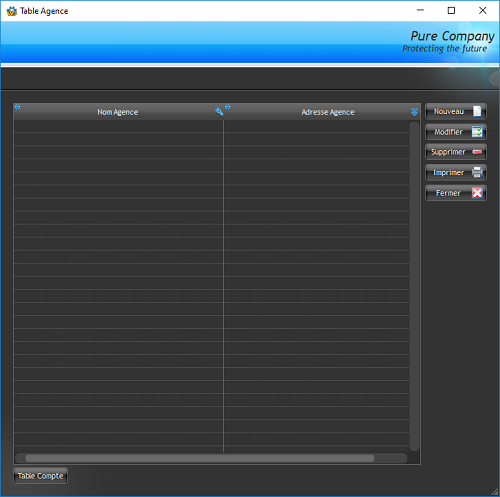 Table Agence
Pure Company
Protecting the future
Nom Agence
Adresse Agence
Nouveau
Modifier
Supprimer
Imprimer
Fermer
Table Compte